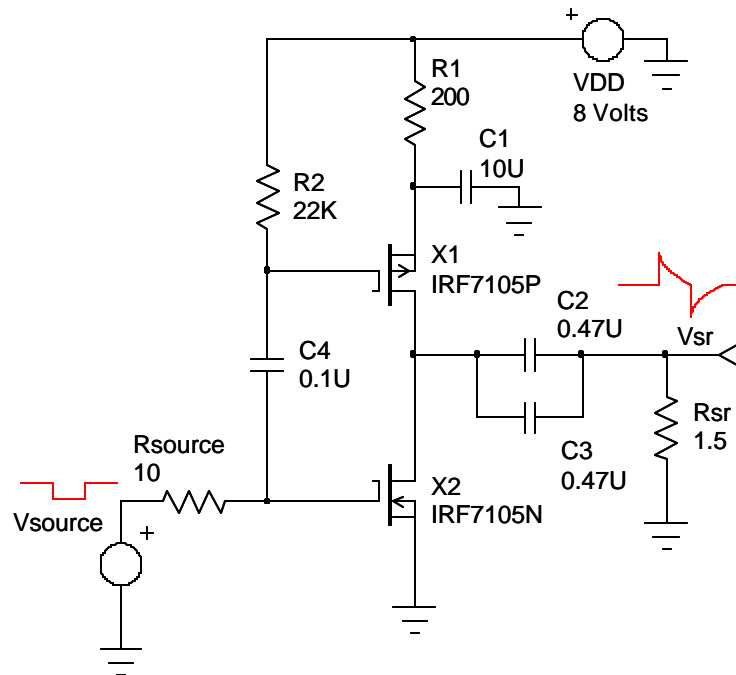 +
VDD
8 Volts
R1
200
C1
10U
R2
22K
X1
IRF7105P
C2
0.47U
Vsr
C4
0.1U
Rsr
1.5
C3
0.47U
Rsource
10
X2
IRF7105N
Vsource
+